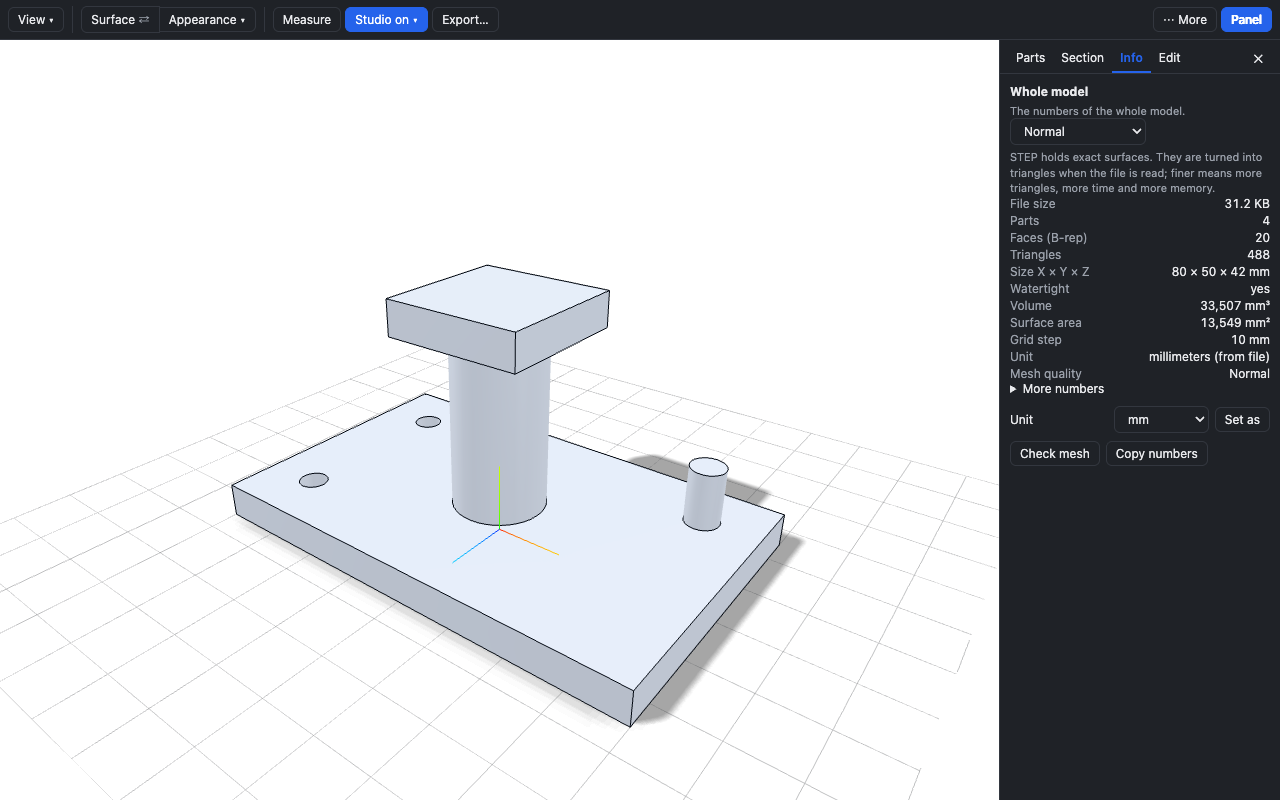 View ▾
Surface ⇄
Appearance ▾
Measure
Studio on ▾
Export...
··· More
Panel
Parts
Section
Info
Edit
×
Whole model
The numbers of the whole model.
Normal
STEP holds exact surfaces. They are turned into
triangles when the file is read; finer means more
triangles, more time and more memory.
File size 31.2 KB
Parts 4
Faces (B-rep) 20
Triangles 488
Size X × Y × Z 80 × 50 × 42 mm
Watertight yes
Volume 33,507 mm³
Surface area 13,549 mm²
Grid step 10 mm
Unit millimeters (from file)
Mesh quality Normal
▶ More numbers
Unit mm Set as
Check mesh Copy numbers